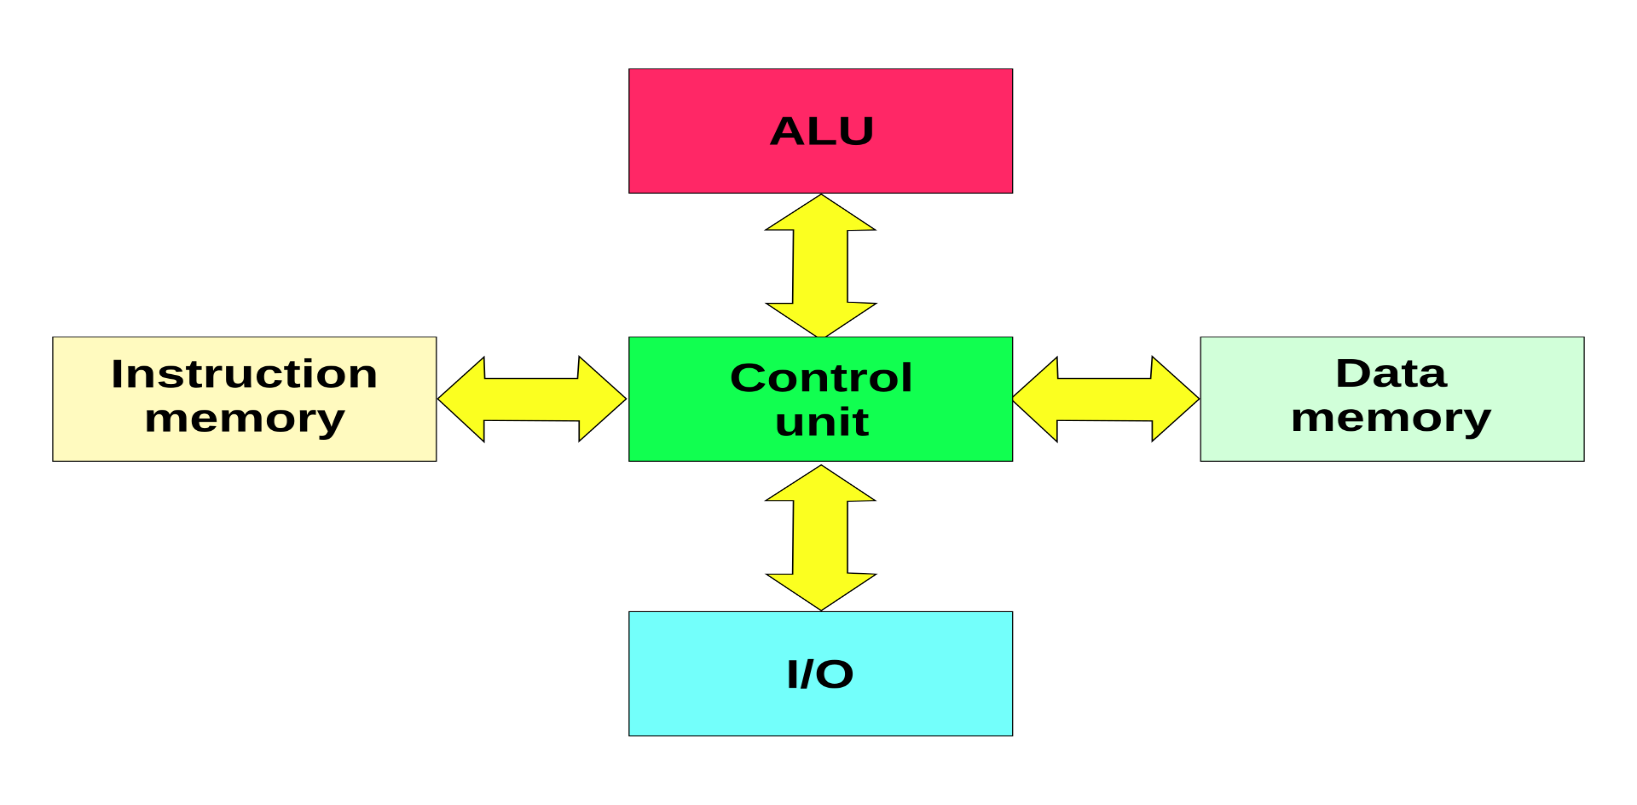 ALU
Instruction
memory
Control
unit
Data
memory
I/O